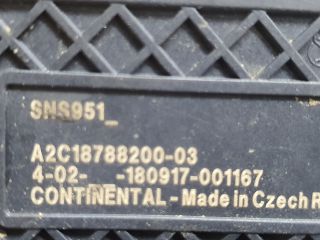 SNS951_
A2C18788200-03
4-02-_-180917-001167
CONTINENTAL - Made in Czech R